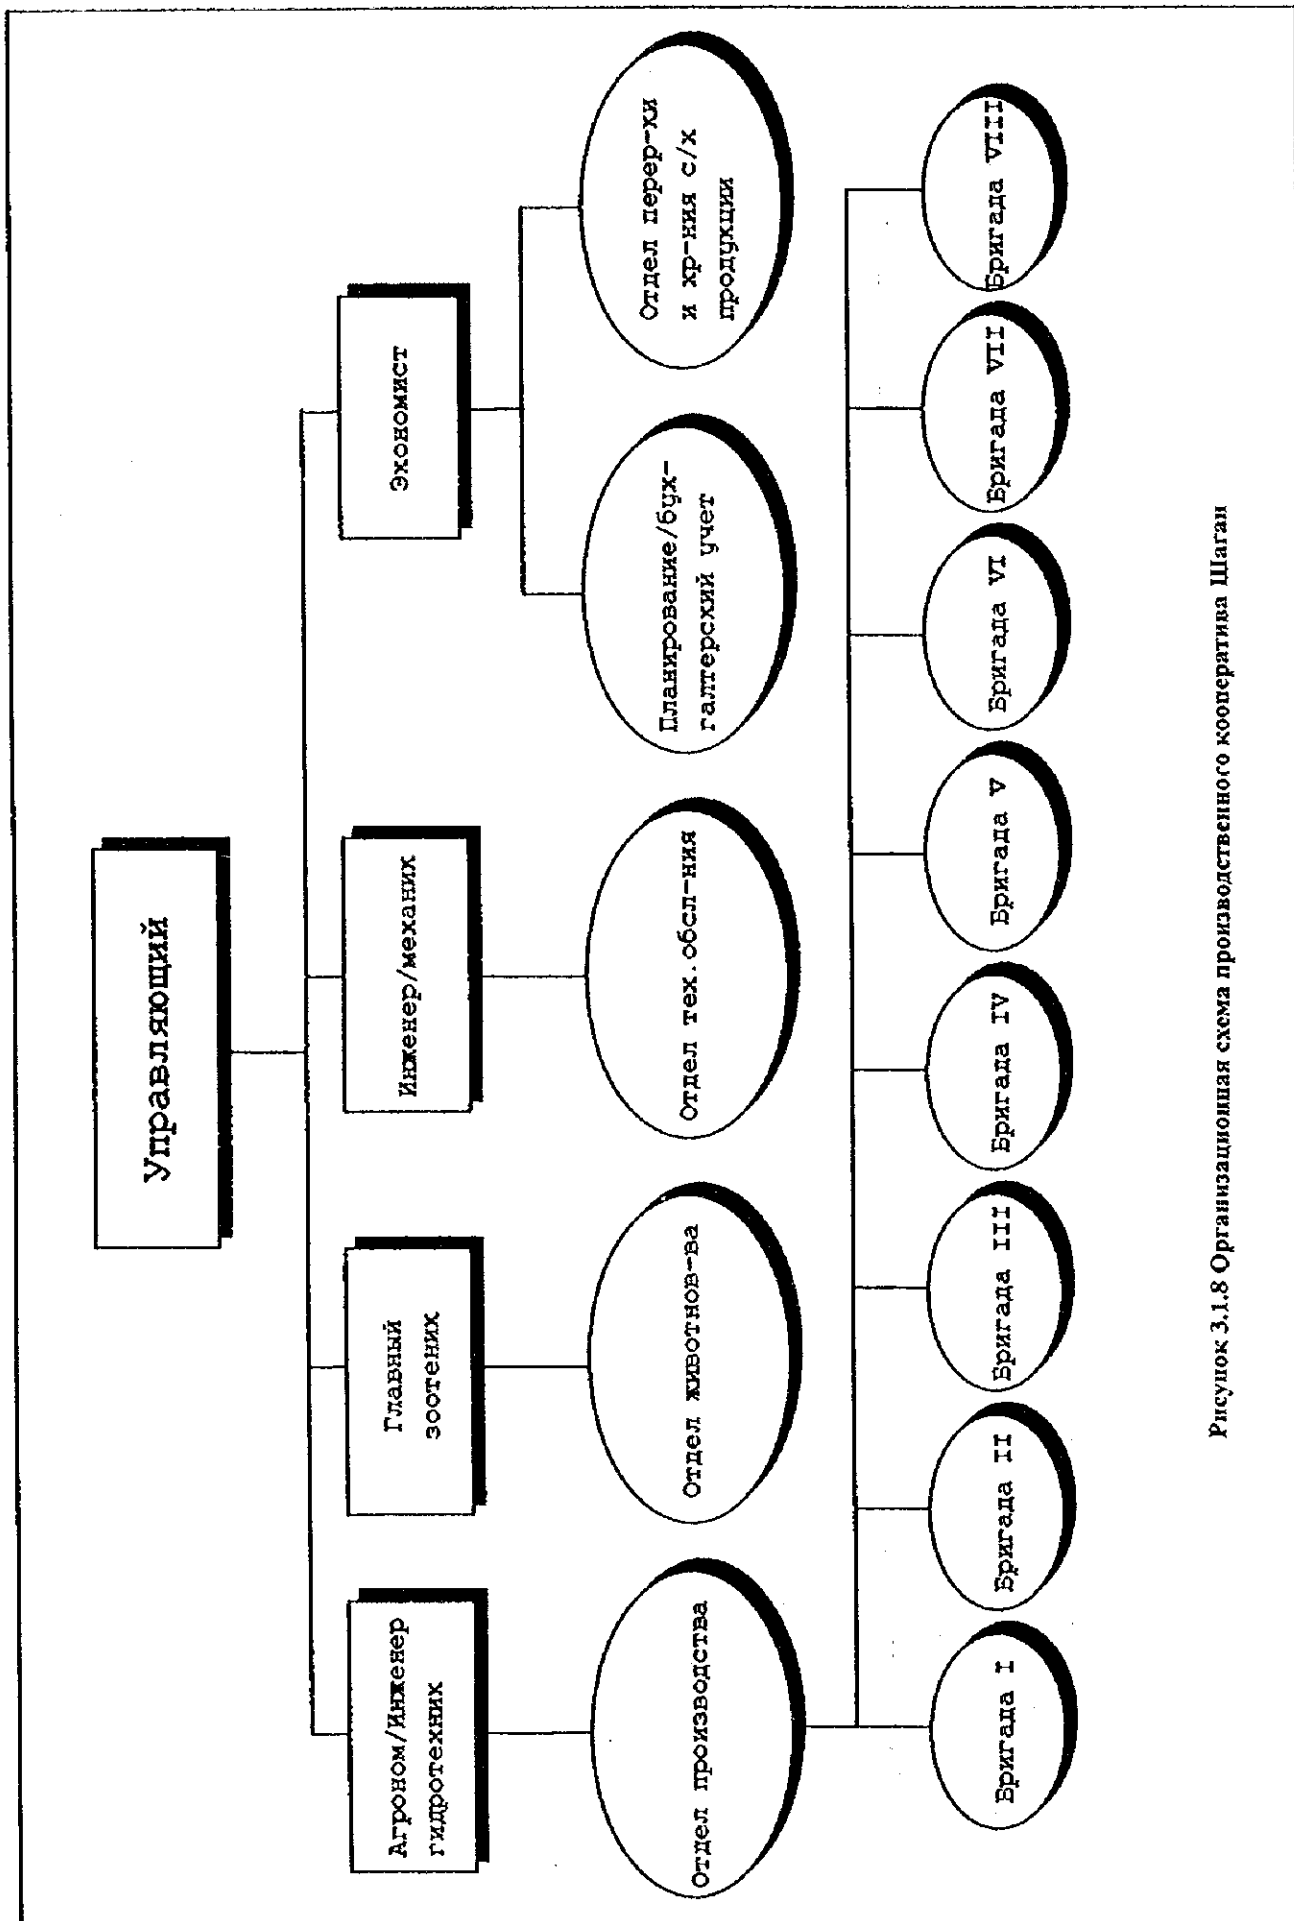 Управляющий
Агроном/Инженер
гидротехник
Главный
зоотених
Инженер/механик
Экономист
Отдел производства
Отдел животнов-ва
Отдел тех.обсл-ния
Планирование/бух-
галтерский учет
Отдел перер-ки
и хр-ния с/х
продукции
Бригада I
Бригада II
Бригада III
Бригада IV
Бригада V
Бригада VI
Бригада VII
Бригада VIII
Рисунок 3.1.8 Организационная схема производственного кооператива Шаган